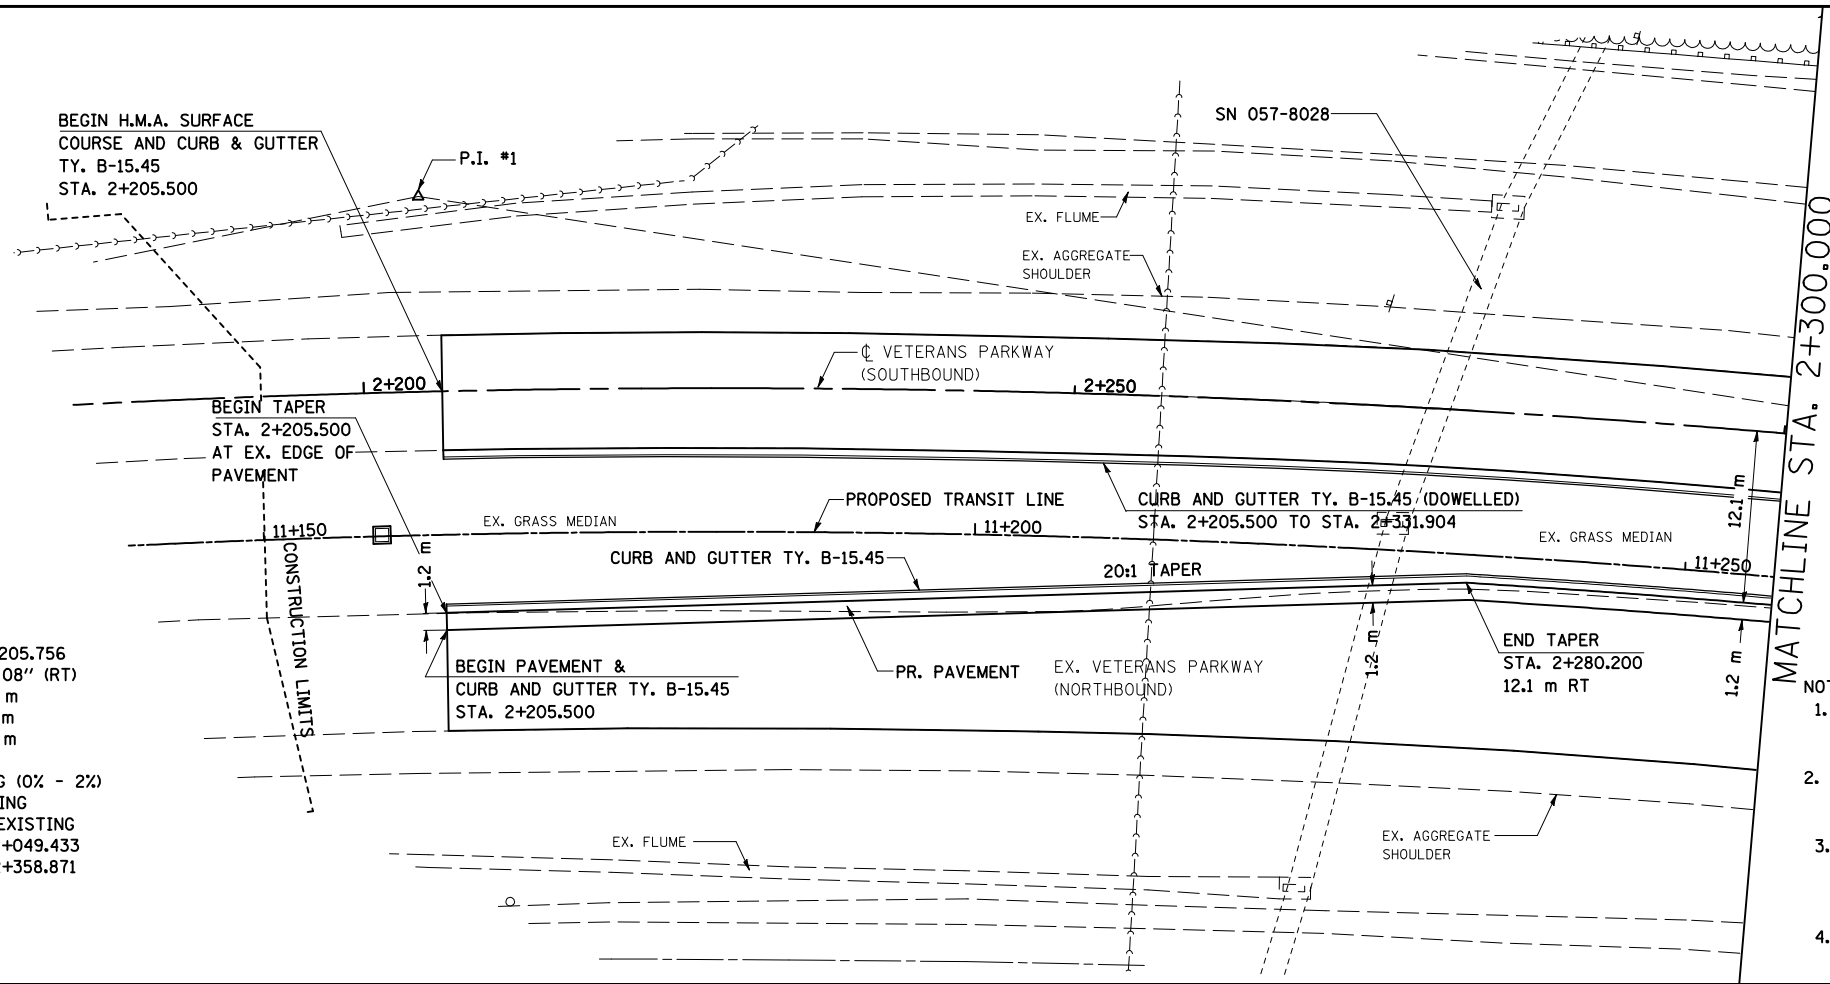 BEGIN H.M.A. SURFACE
COURSE AND CURB & GUTTER
TY. B-15.45
STA. 2+205.500
P.I. #1
SN 057-8028
EX. FLUME
EX. AGGREGATE
SHOULDER
℄ VETERANS PARKWAY
(SOUTHBOUND)
2+200
2+250
BEGIN TAPER
STA. 2+205.500
AT EX. EDGE OF
PAVEMENT
PROPOSED TRANSIT LINE
CURB AND GUTTER TY. B-15.45 (DOWELLED)
STA. 2+205.500 TO STA. 2+331.904
12.1 m
11+150
EX. GRASS MEDIAN
11+200
EX. GRASS MEDIAN
11+250
CURB AND GUTTER TY. B-15.45
20:1 TAPER
1.2 m
CONSTRUCTION LIMITS
BEGIN PAVEMENT &
CURB AND GUTTER TY. B-15.45
STA. 2+205.500
PR. PAVEMENT
EX. VETERANS PARKWAY
(NORTHBOUND)
1.2 m
END TAPER
STA. 2+280.200
12.1 m RT
1.2 m
MATCHLINE STA. 2+300.000
205.756
08" (RT)
m
m
m
G (0% - 2%)
ING
EXISTING
+049.433
+358.871
EX. FLUME
EX. AGGREGATE
SHOULDER
NOT
1.
2.
3.
4.